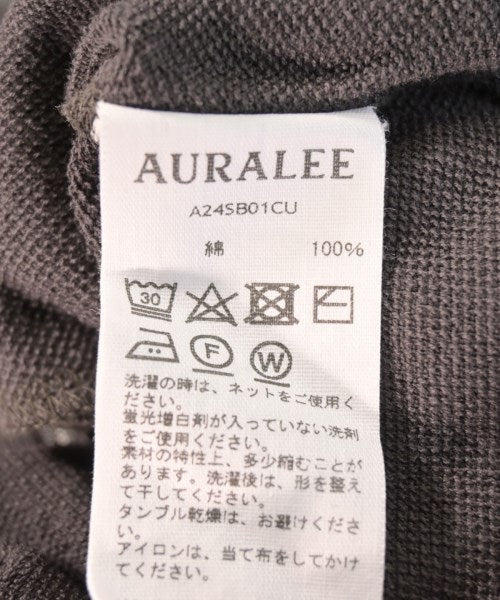 AURALEE
A24SB01CU
綿 100%
30
F W
洗濯の時は、ネットをご使用く
ださい。
蛍光増白剤が入っていない洗剤
をご使用ください。
素材の特性上、多少縮むことが
あります。洗濯後は、形を整え
て干してください。
タンブル乾燥は、お避けくださ
い。
アイロンは、当て布をしてかけ
てください。